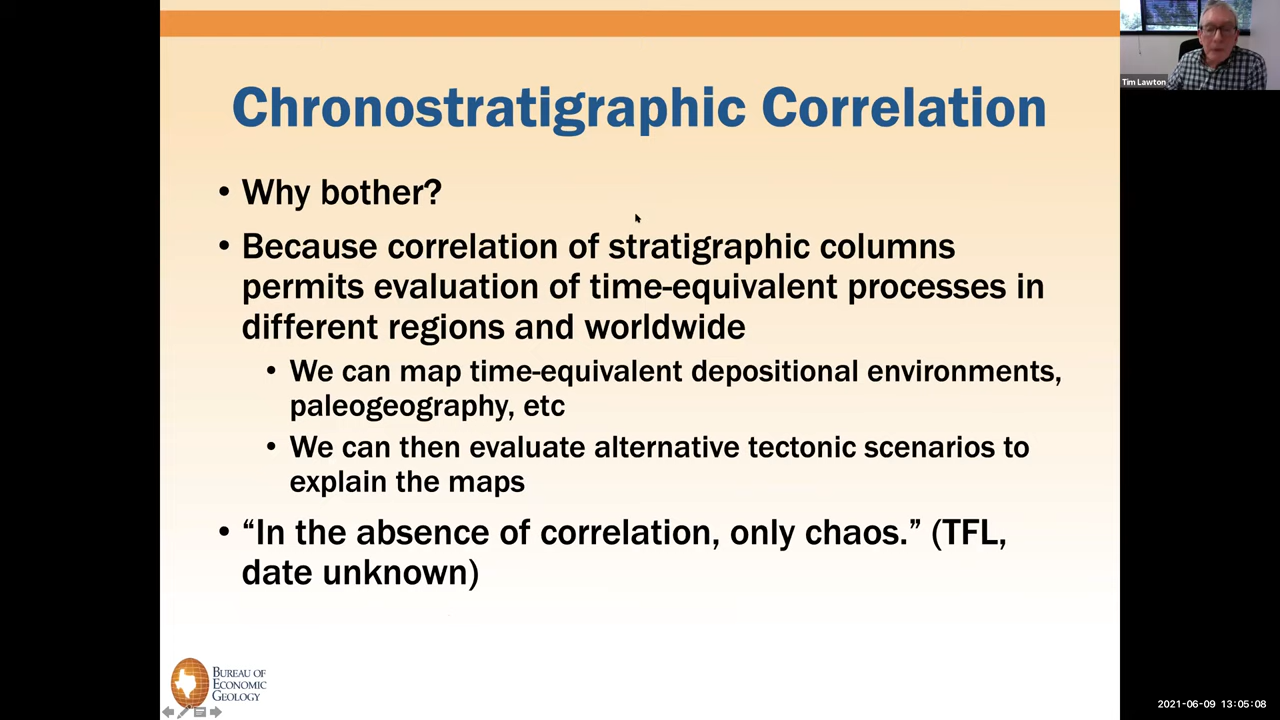 Chronostratigraphic Correlation
• Why bother?
• Because correlation of stratigraphic columns
permits evaluation of time-equivalent processes in
different regions and worldwide
• We can map time-equivalent depositional environments,
paleogeography, etc
• We can then evaluate alternative tectonic scenarios to
explain the maps
• “In the absence of correlation, only chaos.” (TFL,
date unknown)
BUREAU OF
ECONOMIC
GEOLOGY
Tim Lawton
2021-06-09 13:05:08